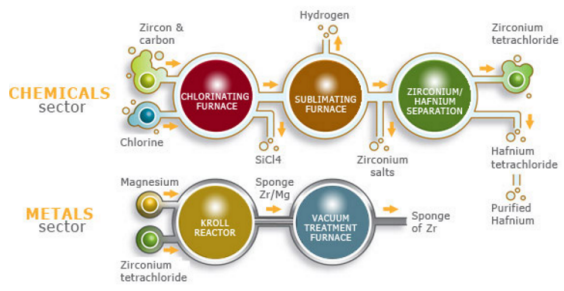 CHEMICALS
sector
Zircon &
carbon
Chlorine
CHLORINATING
FURNACE
SiCl4
Hydrogen
SUBLIMATING
FURNACE
Zirconium
salts
ZIRCONIUM/
HAFNIUM
SEPARATION
Zirconium
tetrachloride
Hafnium
tetrachloride
Purified
Hafnium
METALS
sector
Magnesium
Zirconium
tetrachloride
KROLL
REACTOR
Sponge
Zr/Mg
VACUUM
TREATMENT
FURNACE
Sponge
of Zr